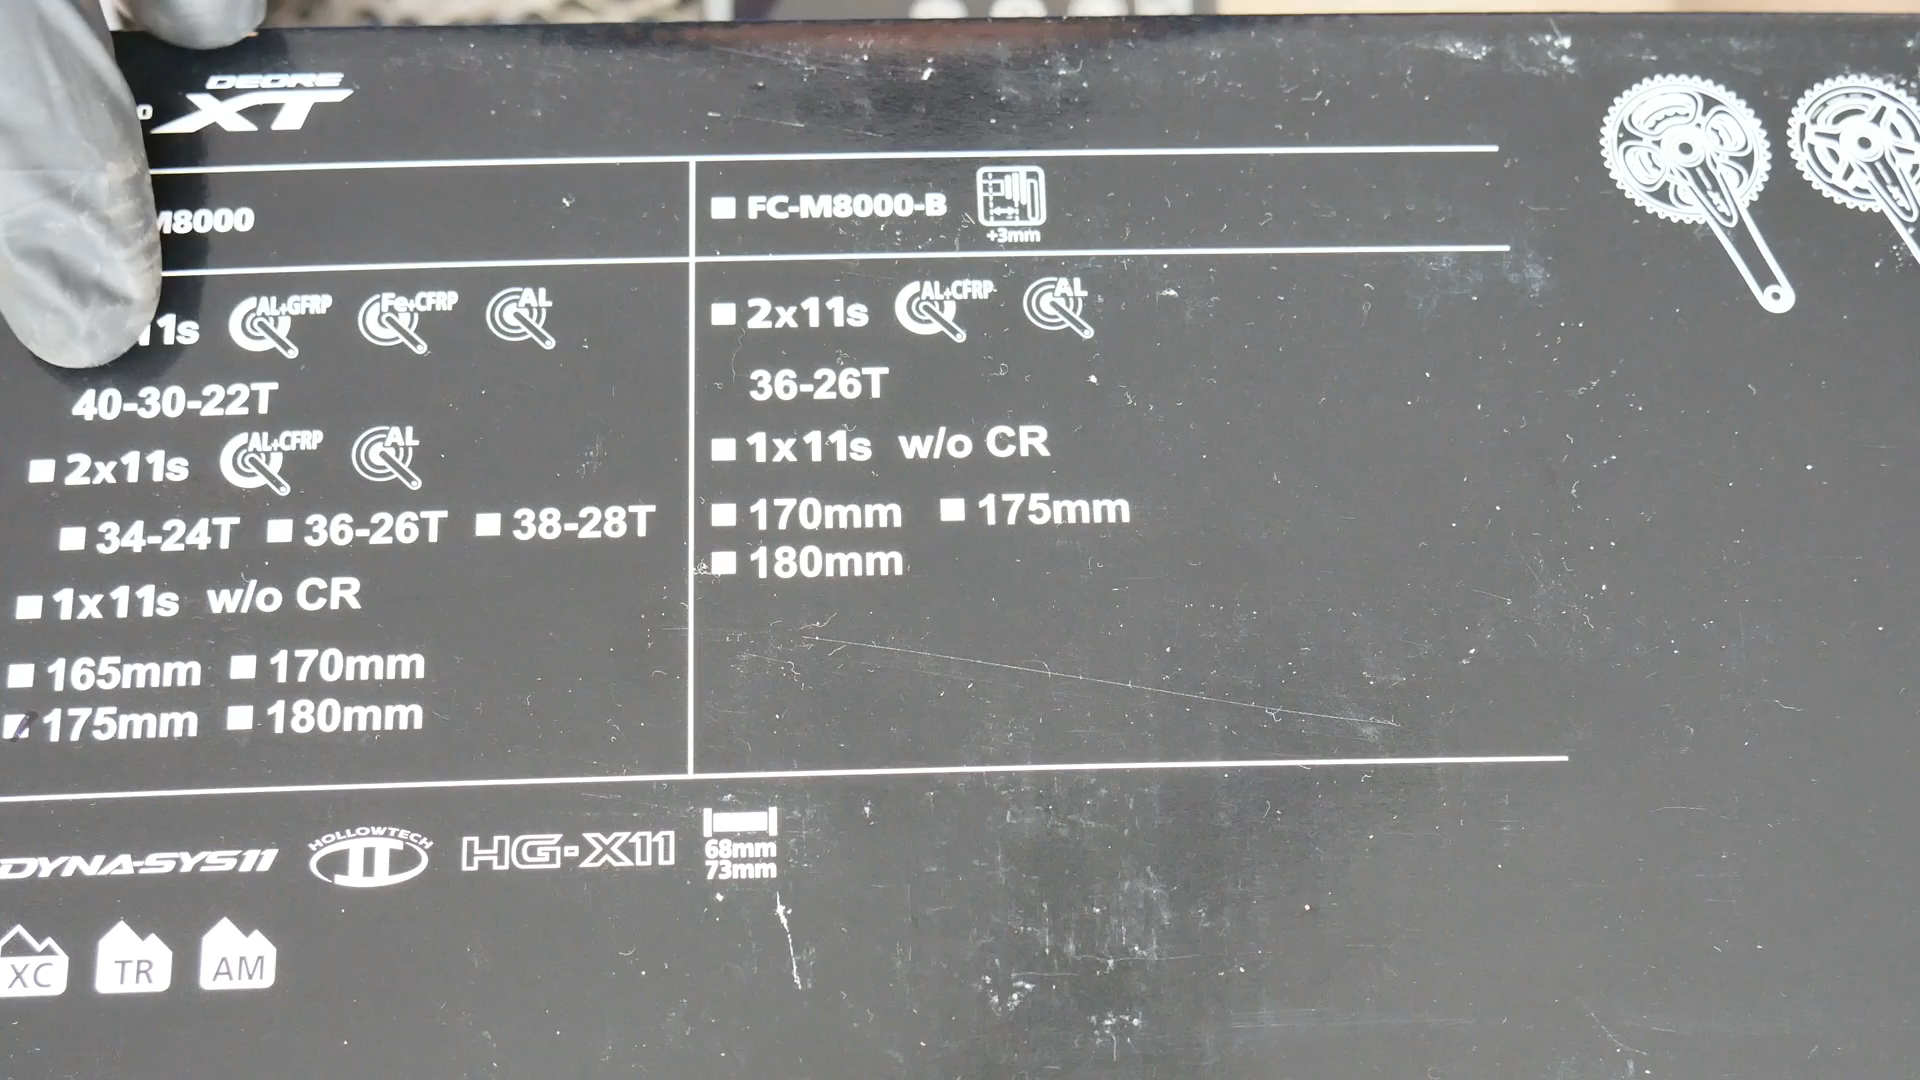 DEORE
XT
M8000
FC-M8000-B
+3mm
11s AL+GFRP Fe+CFRP AL
40-30-22T
2x11s AL+CFRP AL
34-24T 36-26T 38-28T
1x11s w/o CR
165mm 170mm
175mm 180mm
2x11s AL+CFRP AL
36-26T
1x11s w/o CR
170mm 175mm
180mm
DYNA-SYS11 HOLLOWTECH II HG-X11 68mm
73mm
XC TR AM